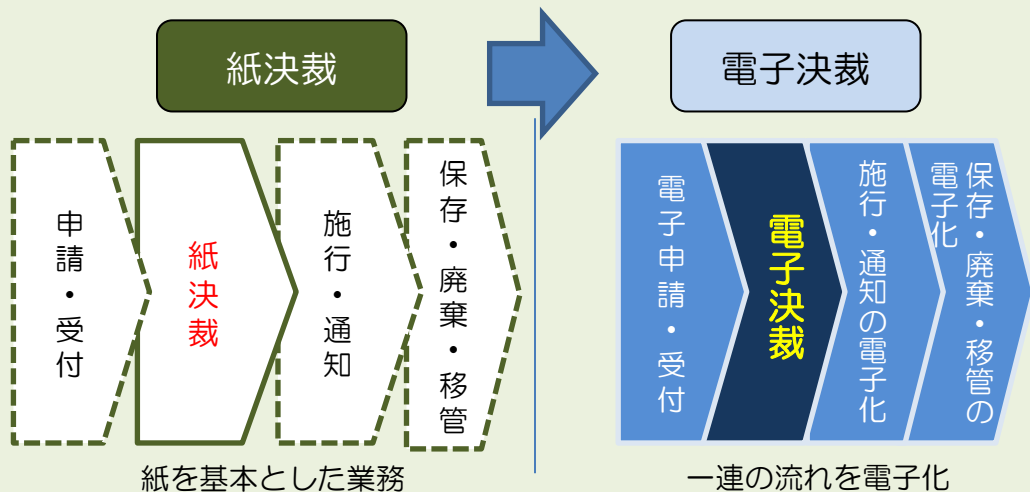 紙決裁
電子決裁
申請・受付
紙決裁
施行・通知
保存・廃棄・移管
電子申請・受付
電子決裁
施行・通知の電子化
保存・廃棄・移管の
電子化
紙を基本とした業務
一連の流れを電子化